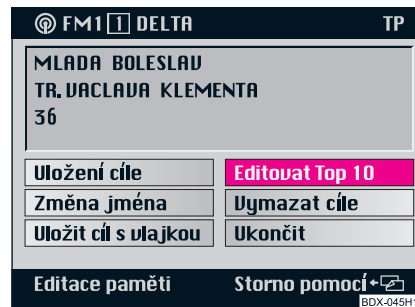 FM1 1 DELTA TP
MLADA BOLESLAV
TR. VACLAVA KLEMENTA
36
Uložení cíle Editovat Top 10
Změna jména Vymazat cíle
Uložit cíl s vlajkou Ukončit
Editace paměti Storno pomocí
BDX-045H